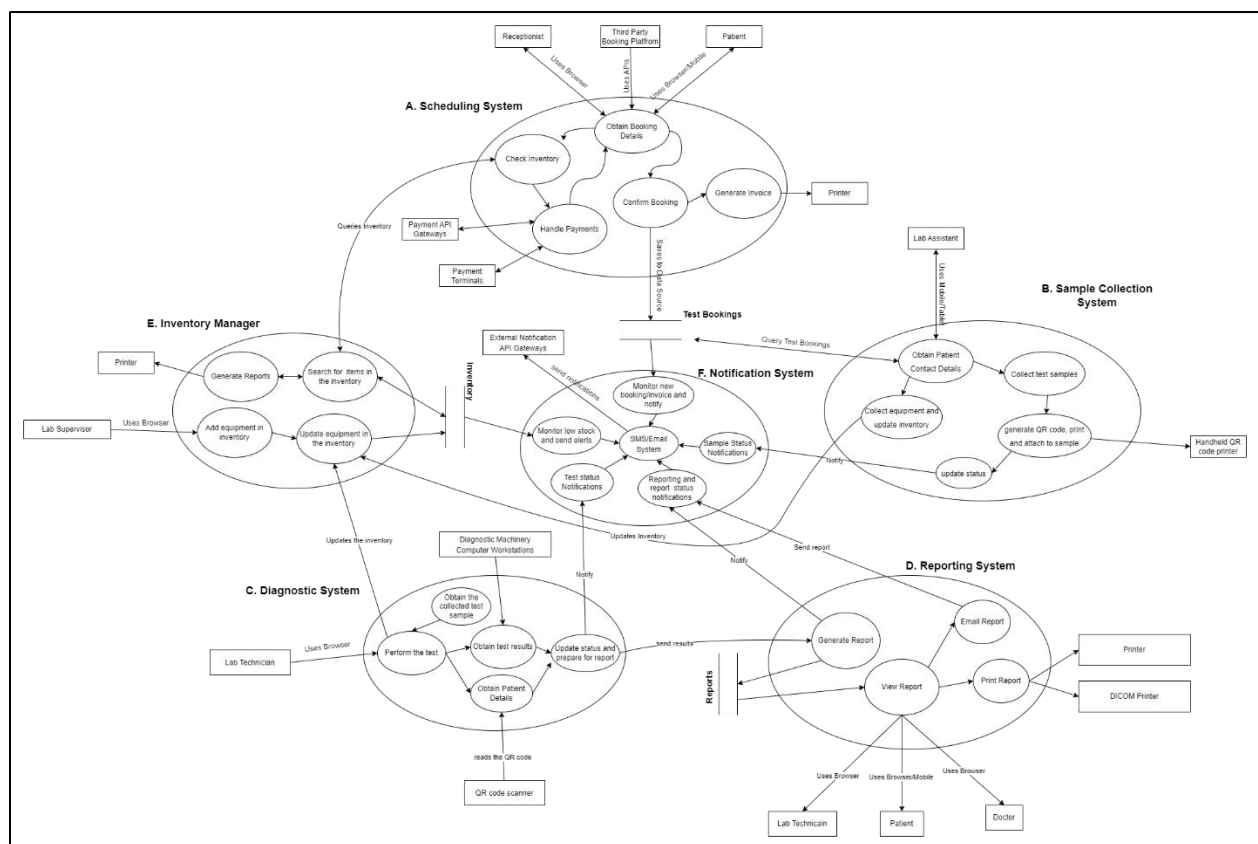 Receptionist
Third Party
Booking Platfrom
Patient
Uses Browser
Uses APIs
Uses Browser/Mobile
A. Scheduling System
Obtain Booking
Details
Check Inventory
Confirm Booking
Generate Invoice
Printer
Handle Payments
Payment API
Gateways
Payment
Terminals
Queries Inventory
Saves to Data Source
Test Bookings
Lab Assistant
Uses Mobile/Tablet
B. Sample Collection
System
Query Test Bookings
Obtain Patient
Contact Details
Collect test samples
Collect equipment and
update inventory
generate QR code, print
and attach to sample
Handheld QR
code printer
update status
Notify
E. Inventory Manager
Printer
Generate Reports
Search for items in
the inventory
Lab Supervisor
Uses Browser
Add equipment in
inventory
Update equipment in
the inventory
Inventory
External Notification
API Gateways
send notifications
F. Notification System
Monitor new
booking/invoice and
notify
Monitor low stock
and send alerts
SMS/Email
System
Sample Status
Notifications
Test status
Notifications
Reporting and
report status
notifications
Updates Inventory
Updates the inventory
Diagnostic Machinery
Computer Workstations
Notify
Notify
Send report
C. Diagnostic System
Obtain the
collected test
sample
Lab Technician
Uses Browser
Perform the test
Obtain test results
Update status and
prepare for report
Obtain Patient
Details
reads the QR code
QR code scanner
send results
D. Reporting System
Generate Report
Email Report
Reports
View Report
Print Report
Printer
DICOM Printer
Uses Browser
Uses Browser/Mobile
Uses Browser
Lab Technicain
Patient
Doctor